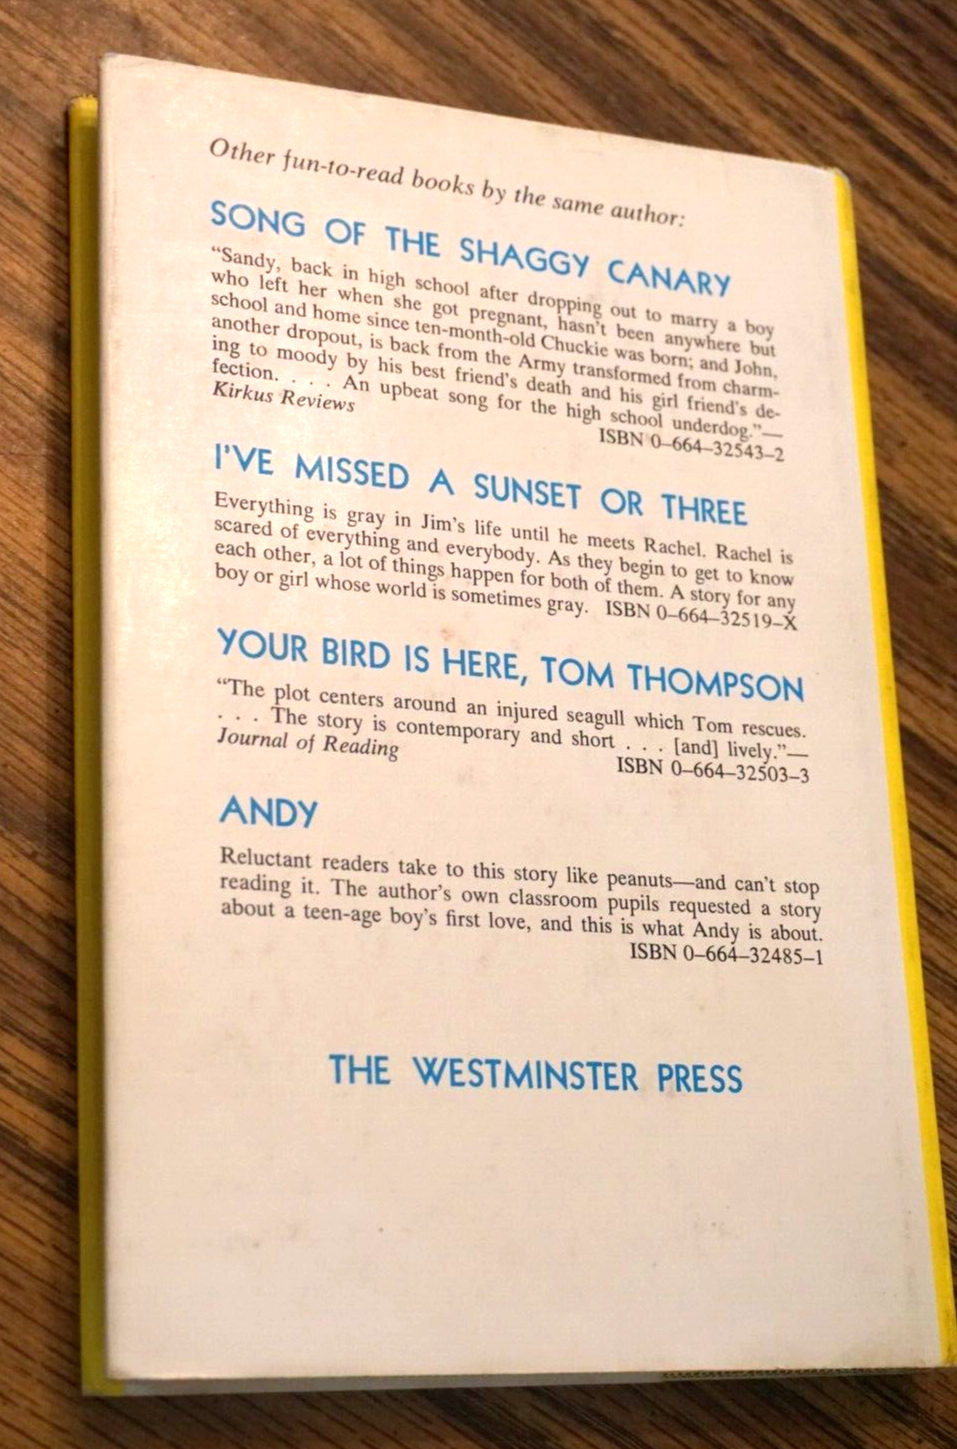 Other fun-to-read books by the same author:
SONG OF THE SHAGGY CANARY
“Sandy, back in high school after dropping out to marry a boy
who left her when she got pregnant, hasn’t been anywhere but
school and home since ten-month-old Chuckie was born; and John,
another dropout, is back from the Army transformed from charm-
ing to moody by his best friend’s death and his girl friend’s de-
fection. . . . An upbeat song for the high school underdog.”—
Kirkus Reviews
ISBN 0–664–32543–2
I’VE MISSED A SUNSET OR THREE
Everything is gray in Jim’s life until he meets Rachel. Rachel is
scared of everything and everybody. As they begin to get to know
each other, a lot of things happen for both of them. A story for any
boy or girl whose world is sometimes gray. ISBN 0–664–32519–X
YOUR BIRD IS HERE, TOM THOMPSON
“The plot centers around an injured seagull which Tom rescues.
. . . The story is contemporary and short . . . [and] lively.”—
Journal of Reading
ISBN 0–664–32503–3
ANDY
Reluctant readers take to this story like peanuts—and can’t stop
reading it. The author’s own classroom pupils requested a story
about a teen-age boy’s first love, and this is what Andy is about.
ISBN 0–664–32485–1
THE WESTMINSTER PRESS